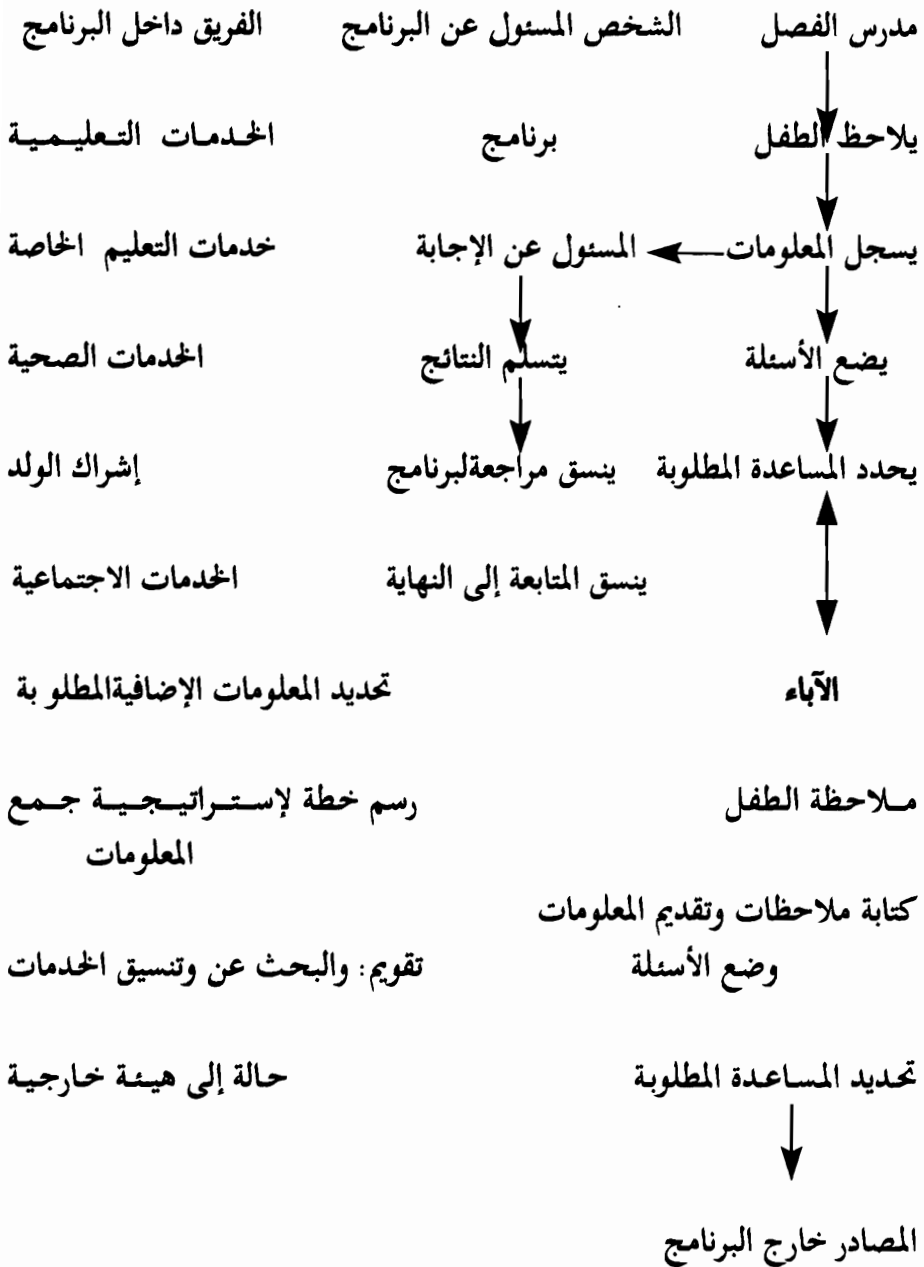 مدرس الفصل الشخص المسئول عن البرنامج الفريق داخل البرنامج
يلاحظ الطفل برنامج الخدمات التعليمية
يسجل المعلومات المسئول عن الإجابة خدمات التعليم الخاصة
يضع الأسئلة يتسلم النتائج الخدمات الصحية
يحدد المساعدة المطلوبة ينسق مراجعةلبرنامج إشراك الولد
ينسق المتابعة إلى النهاية الخدمات الاجتماعية
الآباء تحديد المعلومات الإضافيةالمطلو بة
ملاحظة الطفل رسم خطة لإستراتيجية جمع
المعلومات
كتابة ملاحظات وتقديم المعلومات
وضع الأسئلة تقويم: والبحث عن وتنسيق الخدمات
تحديد المساعدة المطلوبة حالة إلى هيئة خارجية
المصادر خارج البرنامج